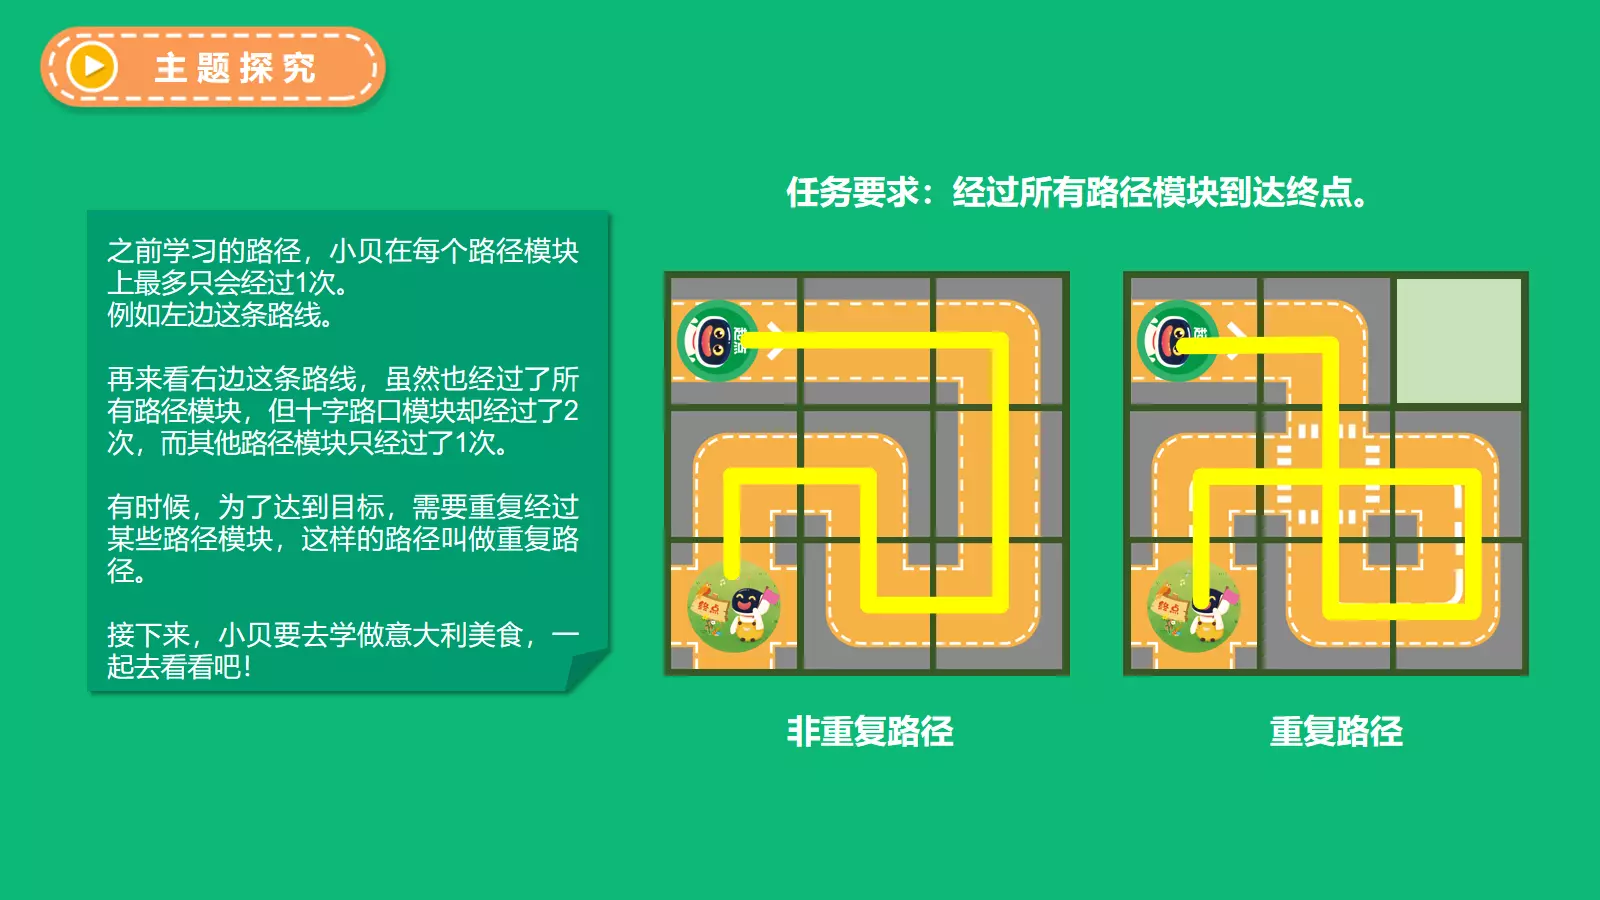 主题探究
任务要求：经过所有路径模块到达终点。
之前学习的路径，小贝在每个路径模块
上最多只会经过1次。
例如左边这条路线。
再来看右边这条路线，虽然也经过了所
有路径模块，但十字路口模块却经过了2
次，而其他路径模块只经过了1次。
有时候，为了达到目标，需要重复经过
某些路径模块，这样的路径叫做重复路
径。
接下来，小贝要去学做意大利美食，一
起去看看吧！
起点
终点
起点
终点
非重复路径
重复路径